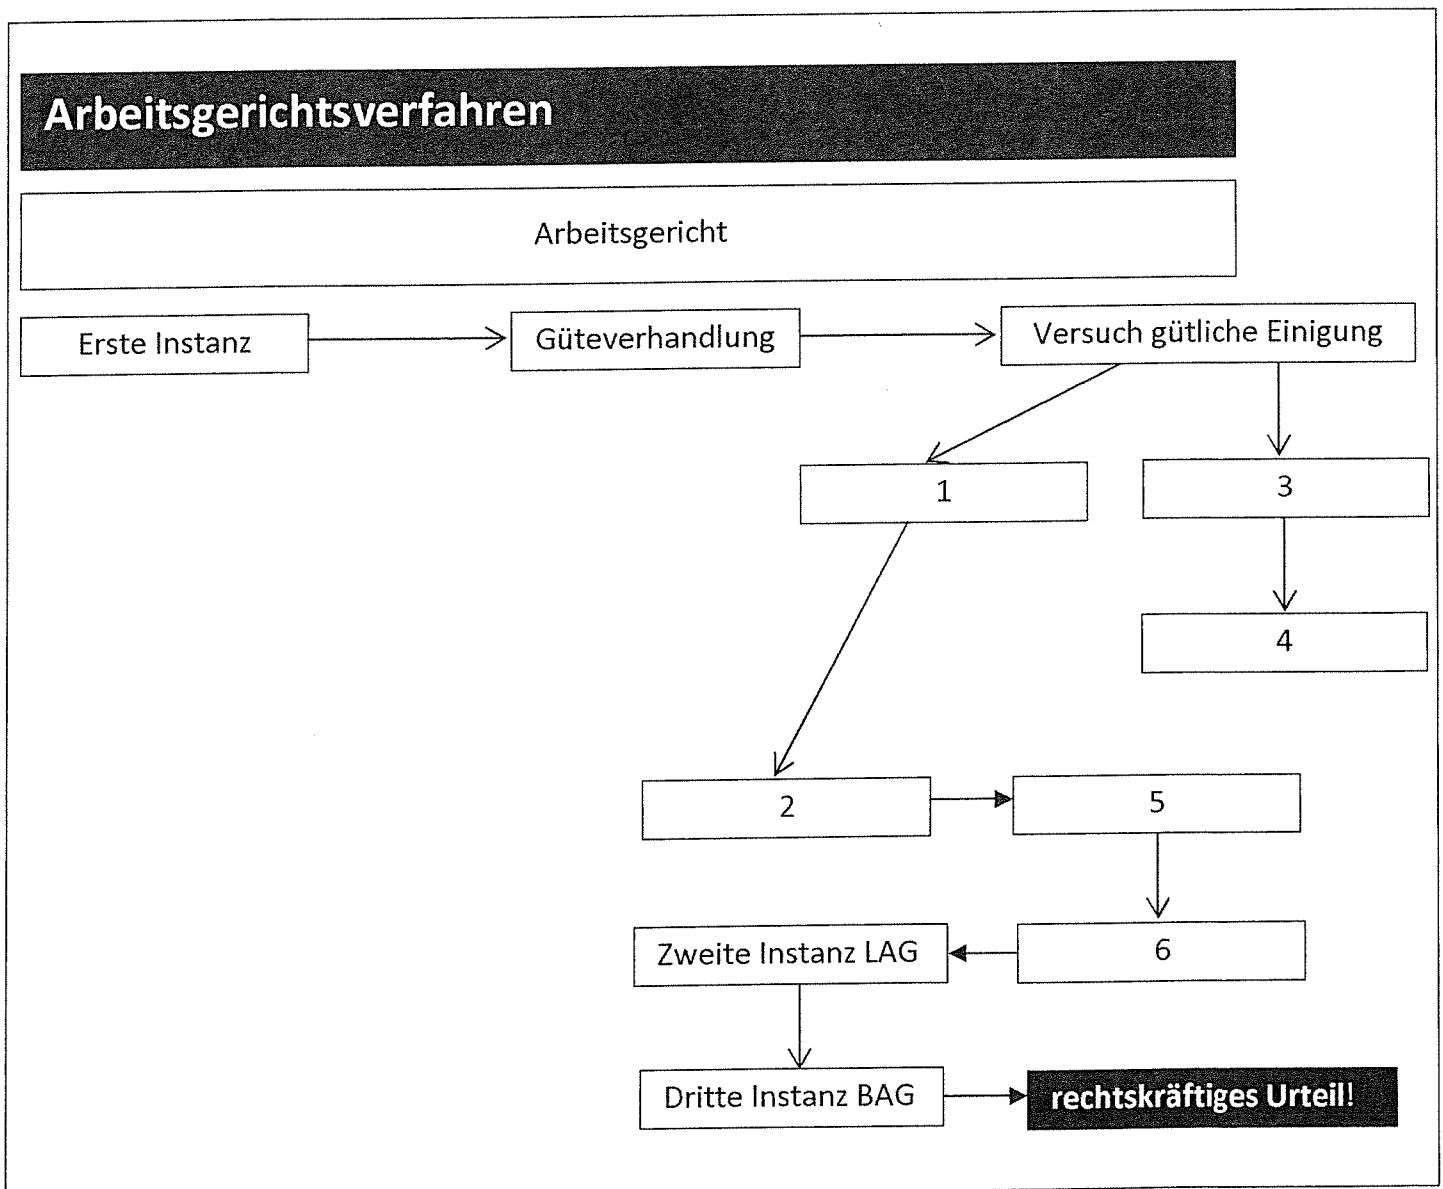 Arbeitsgerichtsverfahren
Arbeitsgericht
Erste Instanz
Güteverhandlung
Versuch gütliche Einigung
1
3
4
2
5
Zweite Instanz LAG
6
Dritte Instanz BAG
rechtskräftiges Urteil!